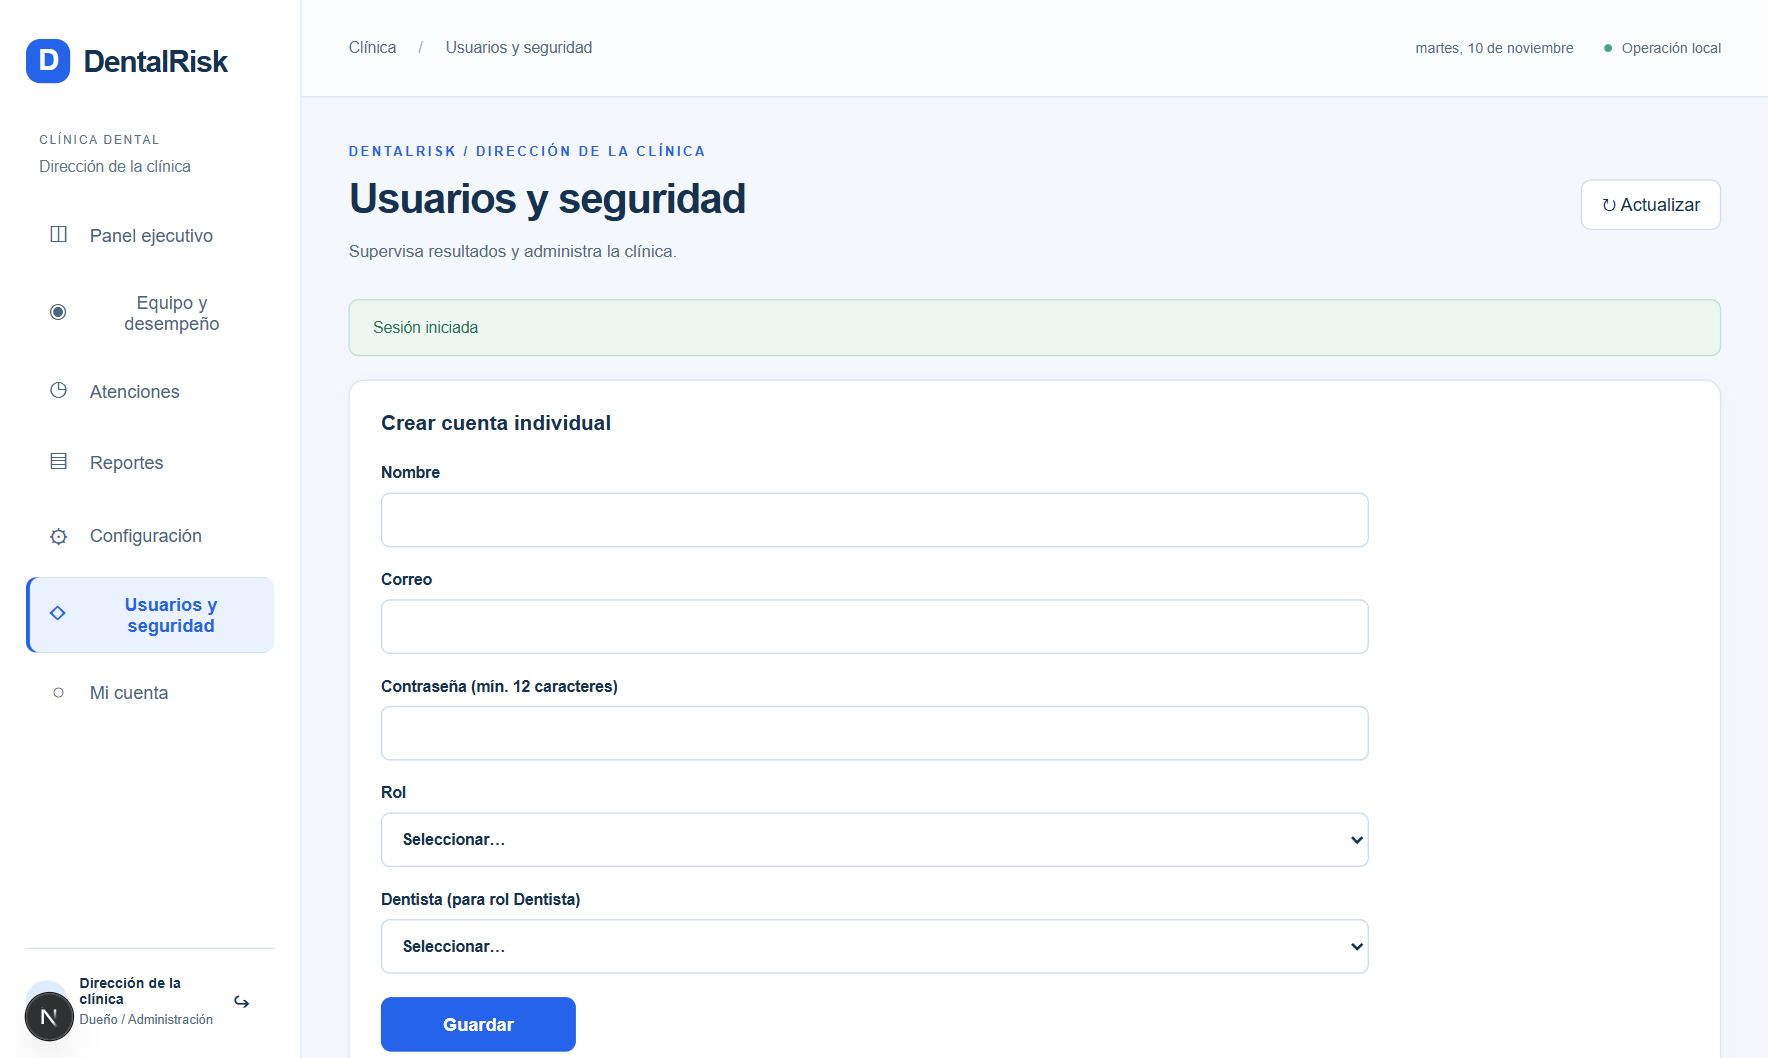 D DentalRisk
CLÍNICA DENTAL
Dirección de la clínica
Panel ejecutivo
Equipo y
desempeño
Atenciones
Reportes
Configuración
Usuarios y
seguridad
Mi cuenta
N
Dirección de la
clínica
Dueño / Administración
Clínica / Usuarios y seguridad
martes, 10 de noviembre
Operación local
DENTALRISK / DIRECCIÓN DE LA CLÍNICA
Usuarios y seguridad
Supervisa resultados y administra la clínica.
↻ Actualizar
Sesión iniciada
Crear cuenta individual
Nombre
Correo
Contraseña (mín. 12 caracteres)
Rol
Seleccionar...
Dentista (para rol Dentista)
Seleccionar...
Guardar